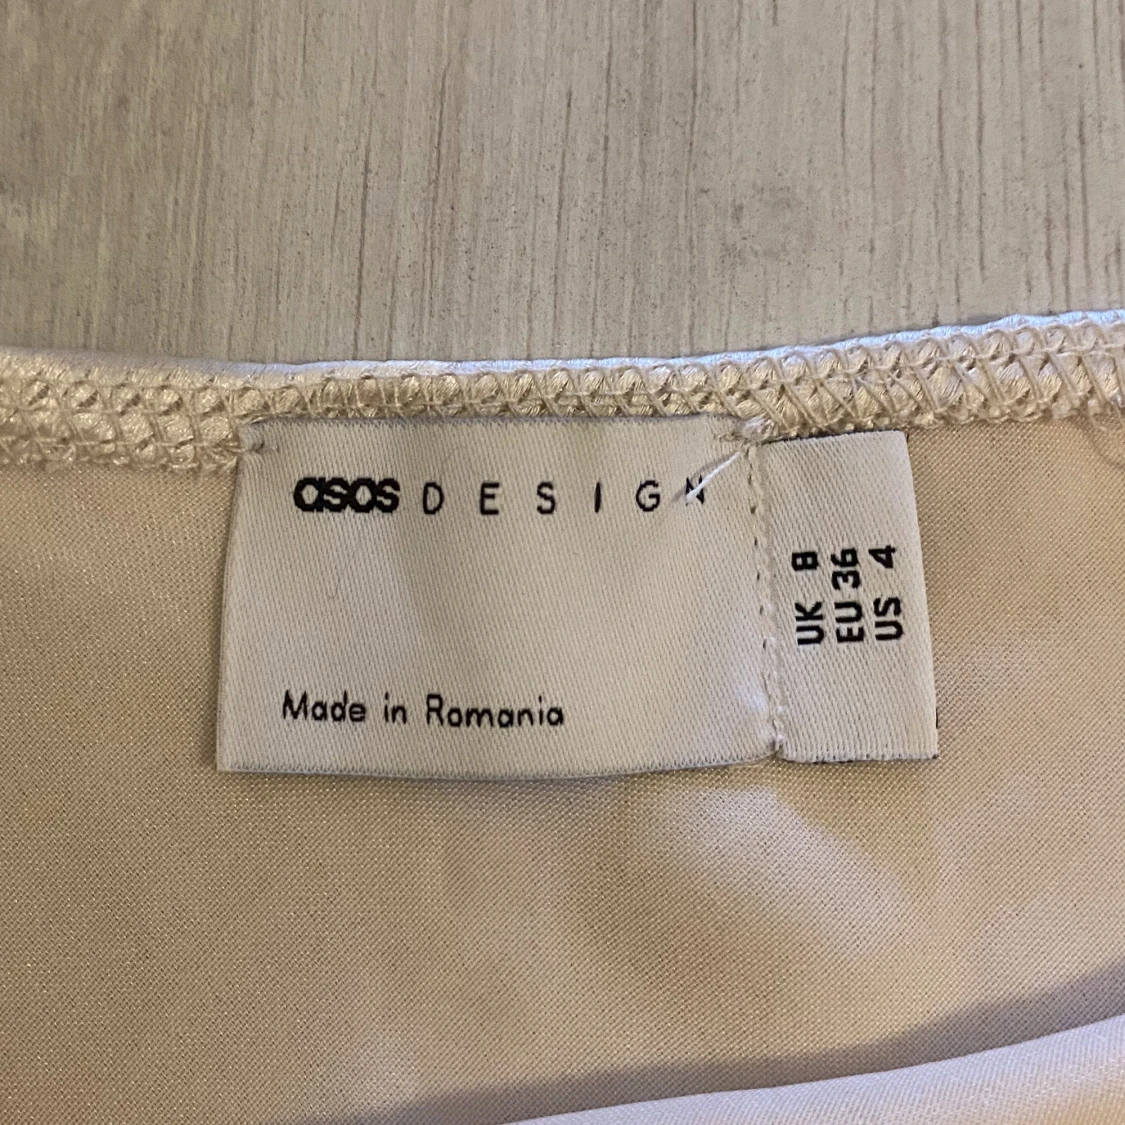 asos DESIGN
Made in Romania
UK 8
EU 36
US 4